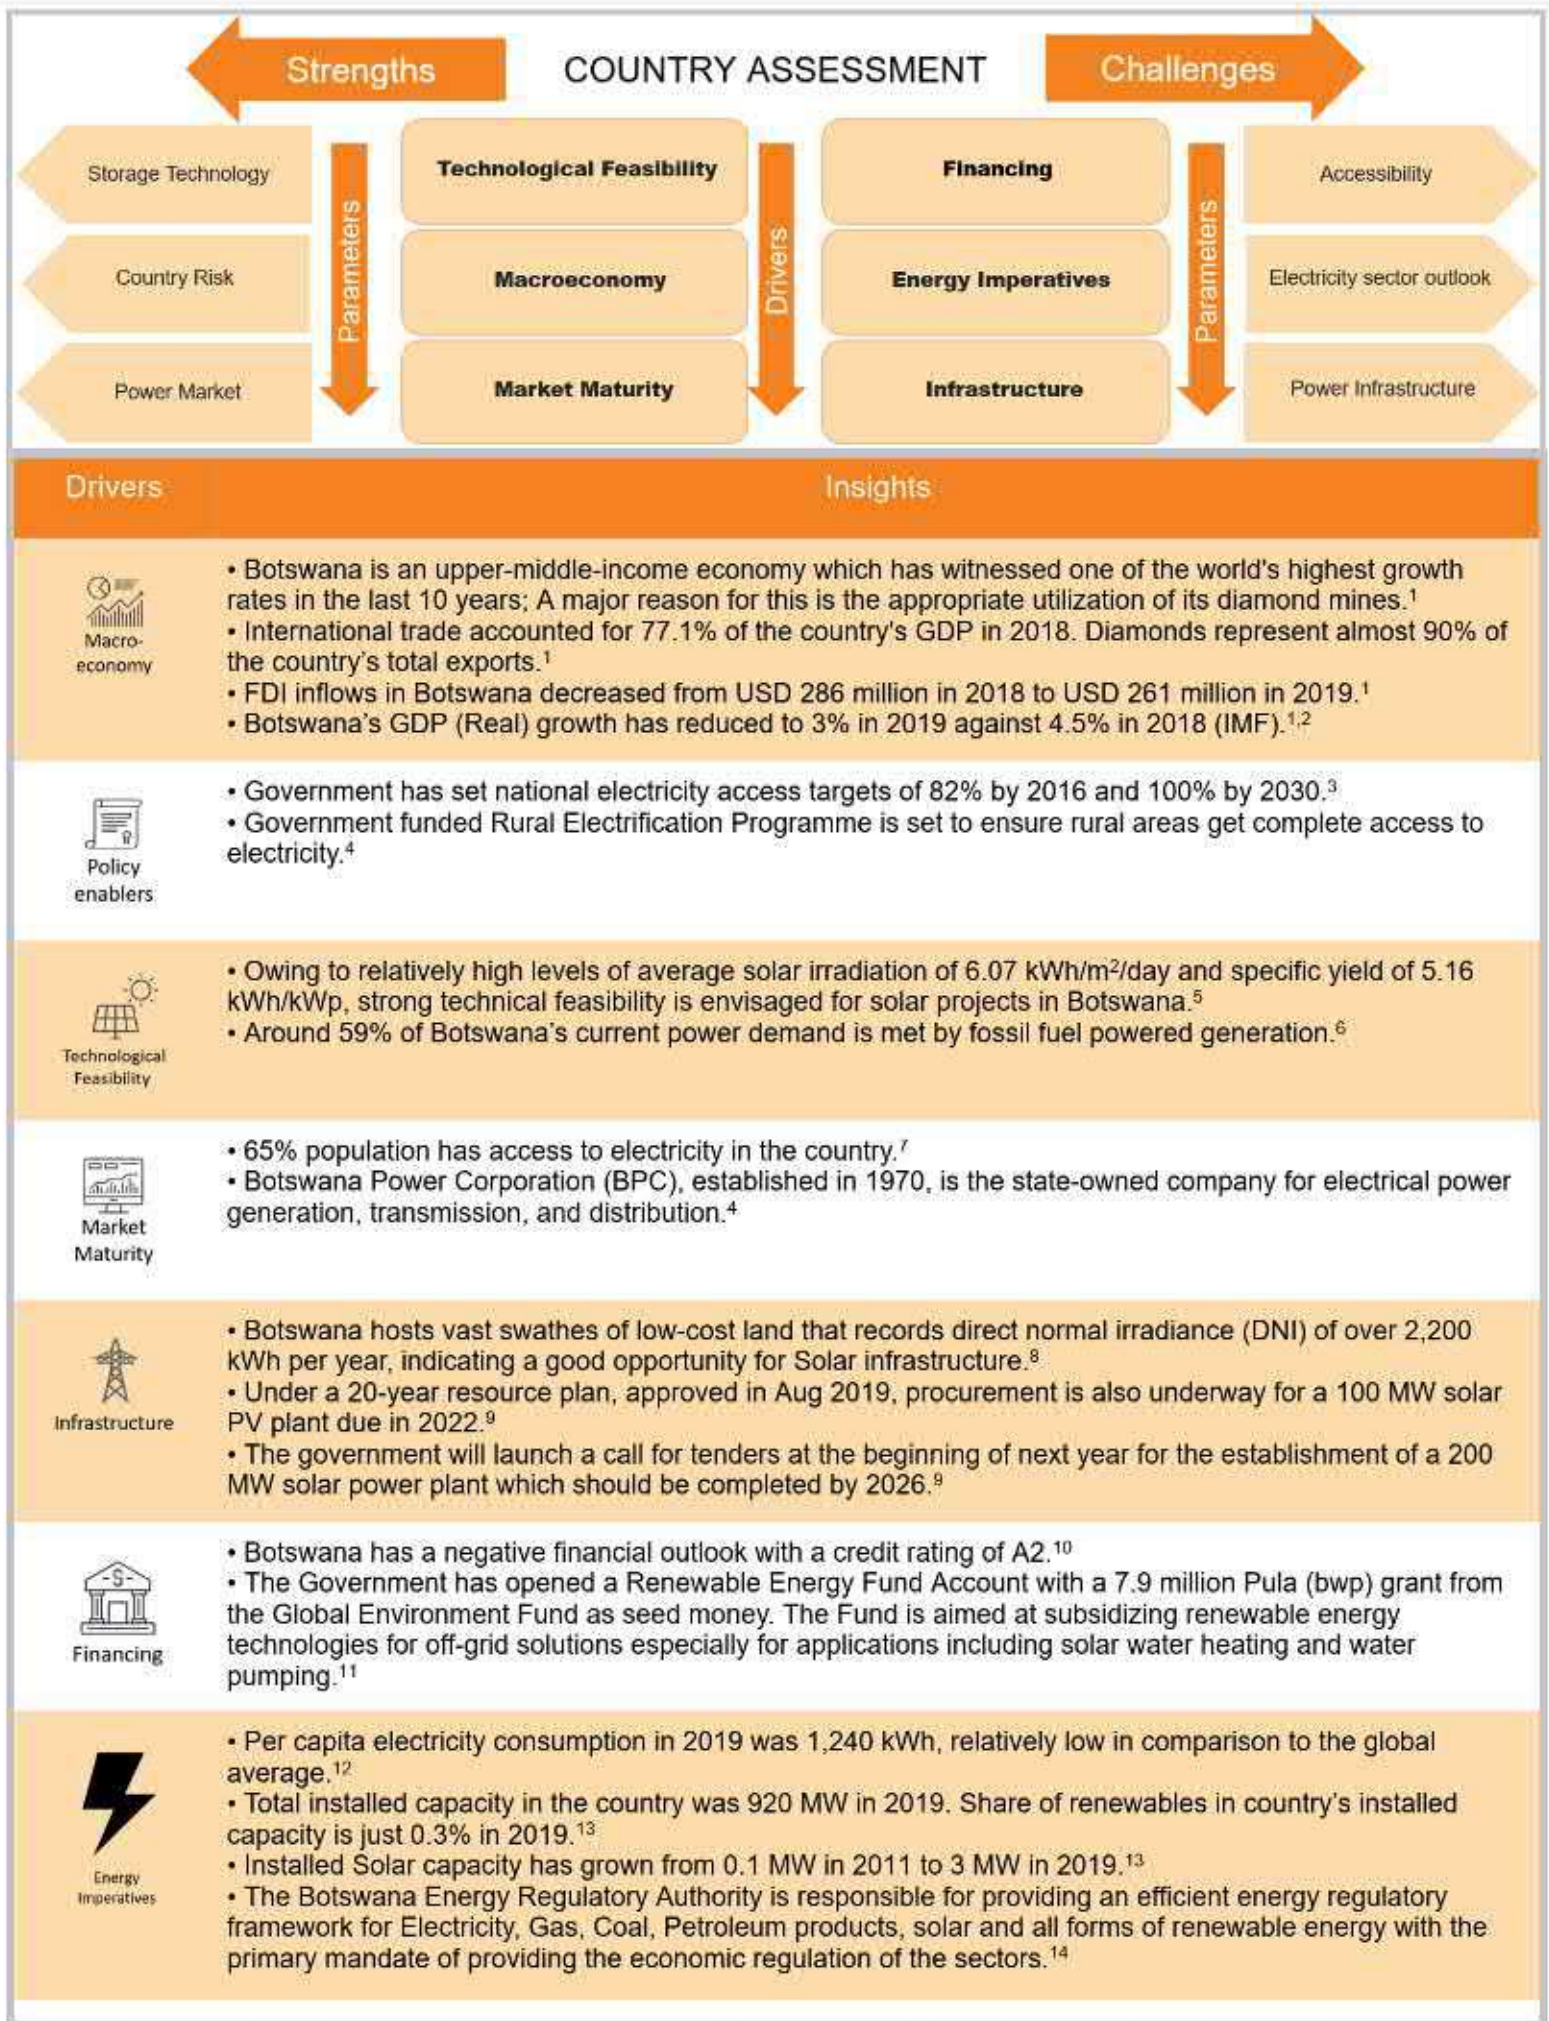 Strengths
COUNTRY ASSESSMENT
Challenges
Storage Technology
Parameters
Technological Feasibility
Drivers
Financing
Parameters
Accessibility
Country Risk
Macroeconomy
Energy Imperatives
Electricity sector outlook
Power Market
Market Maturity
Infrastructure
Power Infrastructure
Drivers
Insights
Macro-
economy
• Botswana is an upper-middle-income economy which has witnessed one of the world's highest growth
rates in the last 10 years; A major reason for this is the appropriate utilization of its diamond mines.¹
• International trade accounted for 77.1% of the country's GDP in 2018. Diamonds represent almost 90% of
the country's total exports.¹
• FDI inflows in Botswana decreased from USD 286 million in 2018 to USD 261 million in 2019.¹
• Botswana's GDP (Real) growth has reduced to 3% in 2019 against 4.5% in 2018 (IMF).¹,²
Policy
enablers
• Government has set national electricity access targets of 82% by 2016 and 100% by 2030.³
• Government funded Rural Electrification Programme is set to ensure rural areas get complete access to
electricity.⁴
Technological
Feasibility
• Owing to relatively high levels of average solar irradiation of 6.07 kWh/m²/day and specific yield of 5.16
kWh/kWp, strong technical feasibility is envisaged for solar projects in Botswana.⁵
• Around 59% of Botswana's current power demand is met by fossil fuel powered generation.⁶
Market
Maturity
• 65% population has access to electricity in the country.⁷
• Botswana Power Corporation (BPC), established in 1970, is the state-owned company for electrical power
generation, transmission, and distribution.⁴
Infrastructure
• Botswana hosts vast swathes of low-cost land that records direct normal irradiance (DNI) of over 2,200
kWh per year, indicating a good opportunity for Solar infrastructure.⁸
• Under a 20-year resource plan, approved in Aug 2019, procurement is also underway for a 100 MW solar
PV plant due in 2022.⁹
• The government will launch a call for tenders at the beginning of next year for the establishment of a 200
MW solar power plant which should be completed by 2026.⁹
-$-
Financing
• Botswana has a negative financial outlook with a credit rating of A2.¹⁰
• The Government has opened a Renewable Energy Fund Account with a 7.9 million Pula (bwp) grant from
the Global Environment Fund as seed money. The Fund is aimed at subsidizing renewable energy
technologies for off-grid solutions especially for applications including solar water heating and water
pumping.¹¹
Energy
Imperatives
• Per capita electricity consumption in 2019 was 1,240 kWh, relatively low in comparison to the global
average.¹²
• Total installed capacity in the country was 920 MW in 2019. Share of renewables in country's installed
capacity is just 0.3% in 2019.¹³
• Installed Solar capacity has grown from 0.1 MW in 2011 to 3 MW in 2019.¹³
• The Botswana Energy Regulatory Authority is responsible for providing an efficient energy regulatory
framework for Electricity, Gas, Coal, Petroleum products, solar and all forms of renewable energy with the
primary mandate of providing the economic regulation of the sectors.¹⁴